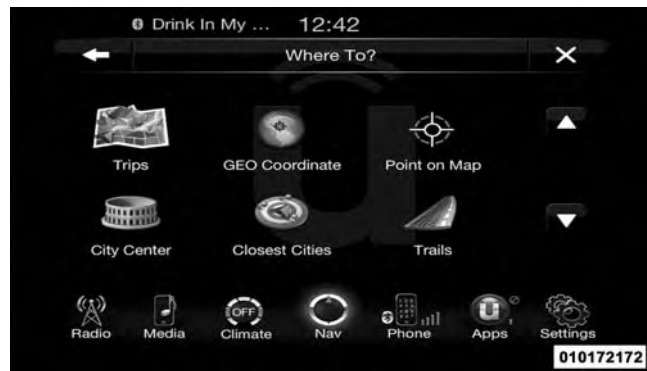 Drink In My ... 12:42
Where To?
Trips GEO Coordinate Point on Map
City Center Closest Cities Trails
OFF
Radio Media Climate Nav Phone Apps Settings
010172172